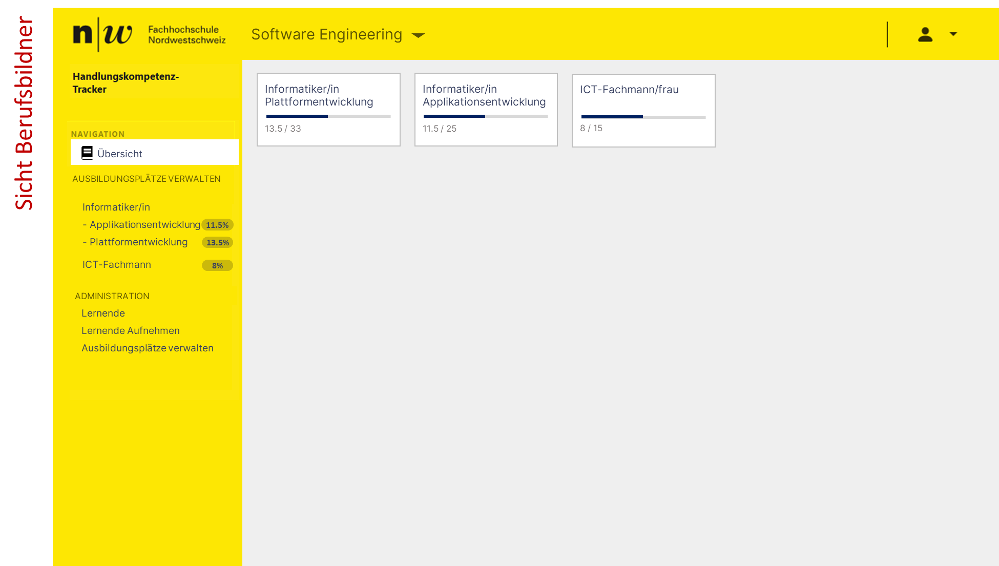 Sicht Berufsbildner
n|w
Fachhochschule
Nordwestschweiz
Software Engineering
Handlungskompetenz-
Tracker
NAVIGATION
Übersicht
AUSBILDUNGSPLÄTZE VERWALTEN
Informatiker/in
- Applikationsentwicklung 11.5%
- Plattformentwicklung 13.5%
ICT-Fachmann 8%
ADMINISTRATION
Lernende
Lernende Aufnehmen
Ausbildungsplätze verwalten
Informatiker/in
Plattformentwicklung
13.5 / 33
Informatiker/in
Applikationsentwicklung
11.5 / 25
ICT-Fachmann/frau
8 / 15